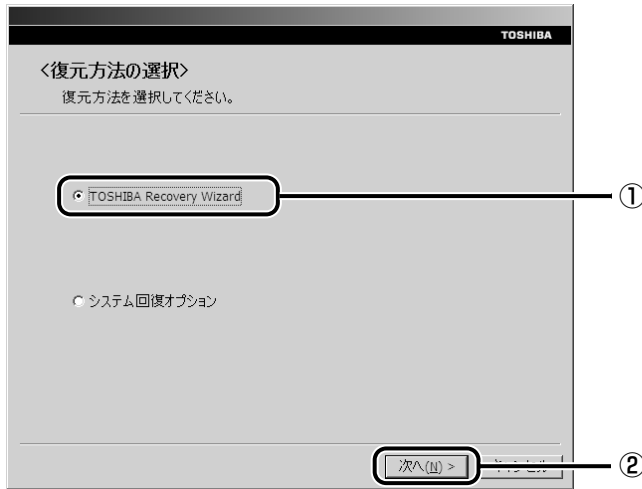 TOSHIBA
<復元方法の選択>
復元方法を選択してください。
TOSHIBA Recovery Wizard
①
システム回復オプション
次へ(N) >
②